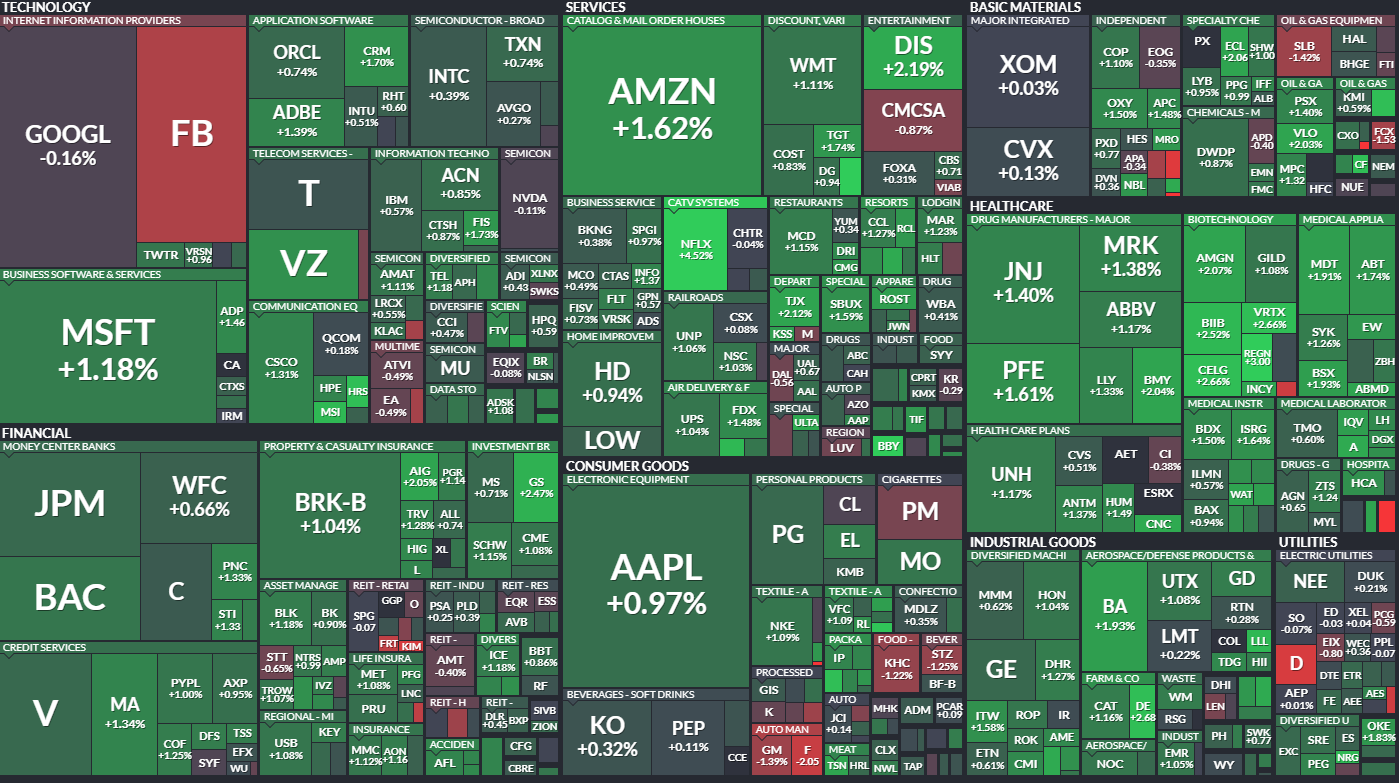 TECHNOLOGY
INTERNET INFORMATION PROVIDERS
GOOGL
-0.16%
FB
TWTR
VRSN
+0.96
BUSINESS SOFTWARE & SERVICES
MSFT
+1.18%
ADP
+1.46
CA
CTXS
IRM
APPLICATION SOFTWARE
ORCL
+0.74%
CRM
+1.70%
ADBE
+1.39%
INTU
+0.51%
RHT
+0.60
SEMICONDUCTOR - BROAD
INTC
+0.39%
TXN
+0.74%
AVGO
+0.27%
TELECOM SERVICES -
T
VZ
INFORMATION TECHNO
IBM
+0.57%
ACN
+0.85%
CTSH
+0.87%
FIS
+1.73%
SEMICON
NVDA
-0.11%
COMMUNICATION EQ
CSCO
+1.31%
QCOM
+0.18%
HPE
HRS
MSI
SEMICON
AMAT
+1.11%
LRCX
+0.55%
KLAC
DIVERSIFIED
TEL
+1.18
APH
SEMICON
ADI
+0.43
XLNX
SWKS
DIVERSIFIE
CCI
+0.47%
SCIEN
FTV
HPQ
+0.59
MULTIME
ATVI
-0.49%
EA
-0.49%
SEMICON
MU
EQIX
-0.08%
BR
NLSN
DATA STO
ADSK
+1.08
FINANCIAL
MONEY CENTER BANKS
JPM
WFC
+0.66%
BAC
C
PNC
+1.33%
STI
+1.33
CREDIT SERVICES
V
MA
+1.34%
PYPL
+1.00%
AXP
+0.95%
COF
+1.25%
DFS
TSS
SYF
EFX
WU
PROPERTY & CASUALTY INSURANCE
BRK-B
+1.04%
AIG
+2.05%
PGR
+1.14
TRV
+1.28%
ALL
+0.74
HIG
XL
L
INVESTMENT BR
MS
+0.71%
GS
+2.47%
SCHW
+1.15%
CME
+1.08%
ASSET MANAGE
BLK
+1.18%
BK
+0.90%
STT
-0.65%
NTRS
+0.99
AMP
TROW
+1.07%
IVZ
REGIONAL - MI
USB
+1.08%
KEY
REIT - RETAI
SPG
-0.07
GGP
O
FRT
KIM
LIFE INSURA
MET
+1.08%
PFG
LNC
PRU
INSURANCE
MMC
+1.12%
AON
+1.16
REIT - INDU
PSA
+0.25
PLD
+0.39
REIT - RES
EQR
ESS
AVB
REIT -
AMT
-0.40%
DIVERS
ICE
+1.18%
BBT
+0.86%
RF
REIT - H
REIT -
DLR
+0.45
BXP
SIVB
ZION
ACCIDEN
AFL
CFG
CBRE
SERVICES
CATALOG & MAIL ORDER HOUSES
AMZN
+1.62%
DISCOUNT, VARI
WMT
+1.11%
COST
+0.83%
TGT
+1.74%
DG
+0.94
ENTERTAINMENT
DIS
+2.19%
CMCSA
-0.87%
FOXA
+0.31%
CBS
+0.71
VIAB
BUSINESS SERVICE
BKNG
+0.38%
SPGI
+0.97%
MCO
+0.49%
CTAS
INFO
+1.37
FISV
+0.73%
FLT
GPN
+0.57
VRSK
ADS
CATV SYSTEMS
NFLX
+4.52%
CHTR
-0.04%
RESTAURANTS
MCD
+1.15%
YUM
+0.34
DRI
CMG
RESORTS
CCL
+1.27%
RCL
LODGIN
MAR
+1.23%
HLT
HOME IMPROVEM
HD
+0.94%
LOW
RAILROADS
UNP
+1.06%
CSX
+0.08%
NSC
+1.03%
DEPART
TJX
+2.12%
KSS
M
SPECIAL
SBUX
+1.59%
APPARE
ROST
JWN
DRUG
WBA
+0.41%
AIR DELIVERY & F
UPS
+1.04%
FDX
+1.48%
MAJOR
DAL
-0.56
UAL
+0.67
AAL
DRUGS
ABC
CAH
INDUST
CPRT
KMX
FOOD
SYY
KR
-0.29
AUTO P
AZO
AAP
SPECIAL
ULTA
REGION
LUV
TIF
BBY
CONSUMER GOODS
ELECTRONIC EQUIPMENT
AAPL
+0.97%
BEVERAGES - SOFT DRINKS
KO
+0.32%
PEP
+0.11%
CCE
PERSONAL PRODUCTS
PG
CL
EL
KMB
CIGARETTES
PM
MO
TEXTILE - A
NKE
+1.09%
TEXTILE - A
VFC
+1.09
RL
CONFECTIO
MDLZ
+0.35%
PACKA
IP
FOOD -
KHC
-1.22%
BEVER
STZ
-1.25%
BF-B
PROCESSED
GIS
K
AUTO
JCI
+0.14
MHK
ADM
PCAR
+0.09
AUTO MAN
GM
-1.39%
F
-2.05
MEAT
TSN
HRL
CLX
NWL
TAP
BASIC MATERIALS
MAJOR INTEGRATED
XOM
+0.03%
CVX
+0.13%
INDEPENDENT
COP
+1.10%
EOG
-0.35%
OXY
+1.50%
APC
+1.48%
PXD
+0.77
HES
MRO
APA
-0.34
DVN
+0.36
NBL
SPECIALTY CHE
PX
ECL
+2.06
SHW
+1.00
LYB
+0.95%
PPG
+0.99
IFF
ALB
CHEMICALS - M
DWDP
+0.87%
APD
-0.40
EMN
FMC
OIL & GAS EQUIPMEN
SLB
-1.42%
HAL
BHGE
FTI
OIL & GA
PSX
+1.40%
VLO
+2.03%
MPC
+1.32
HFC
OIL & GAS
KMI
+0.59%
CXO
FCX
-1.53
CF
NEM
NUE
HEALTHCARE
DRUG MANUFACTURERS - MAJOR
JNJ
+1.40%
MRK
+1.38%
ABBV
+1.17%
PFE
+1.61%
LLY
+1.33%
BMY
+2.04%
BIOTECHNOLOGY
AMGN
+2.07%
GILD
+1.08%
BIIB
+2.52%
VRTX
+2.66%
CELG
+2.66%
REGN
+3.00
INCY
MEDICAL APPLIA
MDT
+1.91%
ABT
+1.74%
SYK
+1.26%
EW
BSX
+1.93%
ZBH
ABMD
HEALTH CARE PLANS
UNH
+1.17%
CVS
+0.51%
AET
CI
-0.38%
ANTM
+1.37%
HUM
+1.49
ESRX
CNC
MEDICAL INSTR
BDX
+1.50%
ISRG
+1.64%
ILMN
+0.57%
BAX
+0.94%
WAT
MEDICAL LABORATOR
TMO
+0.60%
IQV
LH
A
DGX
DRUGS - G
AGN
+0.65
ZTS
+1.24
MYL
HOSPITA
HCA
INDUSTRIAL GOODS
DIVERSIFIED MACHI
MMM
+0.62%
HON
+1.04%
GE
DHR
+1.27%
ITW
+1.58%
ROP
IR
ROK
AME
ETN
+0.61%
CMI
AEROSPACE/DEFENSE PRODUCTS &
BA
+1.93%
UTX
+1.08%
GD
LMT
+0.22%
RTN
+0.28%
COL
LLL
TDG
HII
FARM & CO
CAT
+1.16%
DE
+2.68
WASTE
WM
RSG
DHI
LEN
AEROSPACE/
NOC
INDUST
EMR
+1.05%
PH
SWK
+0.77
WY
UTILITIES
ELECTRIC UTILITIES
NEE
DUK
+0.21%
SO
-0.07%
ED
-0.03
XEL
+0.04
PCG
-0.59
EIX
-0.80
WEC
+0.36
PPL
-0.07
D
DTE
ETR
AEP
+0.01%
FE
AEE
AES
DIVERSIFIED U
EXC
SRE
ES
PEG
NRG
OKE
+1.83%